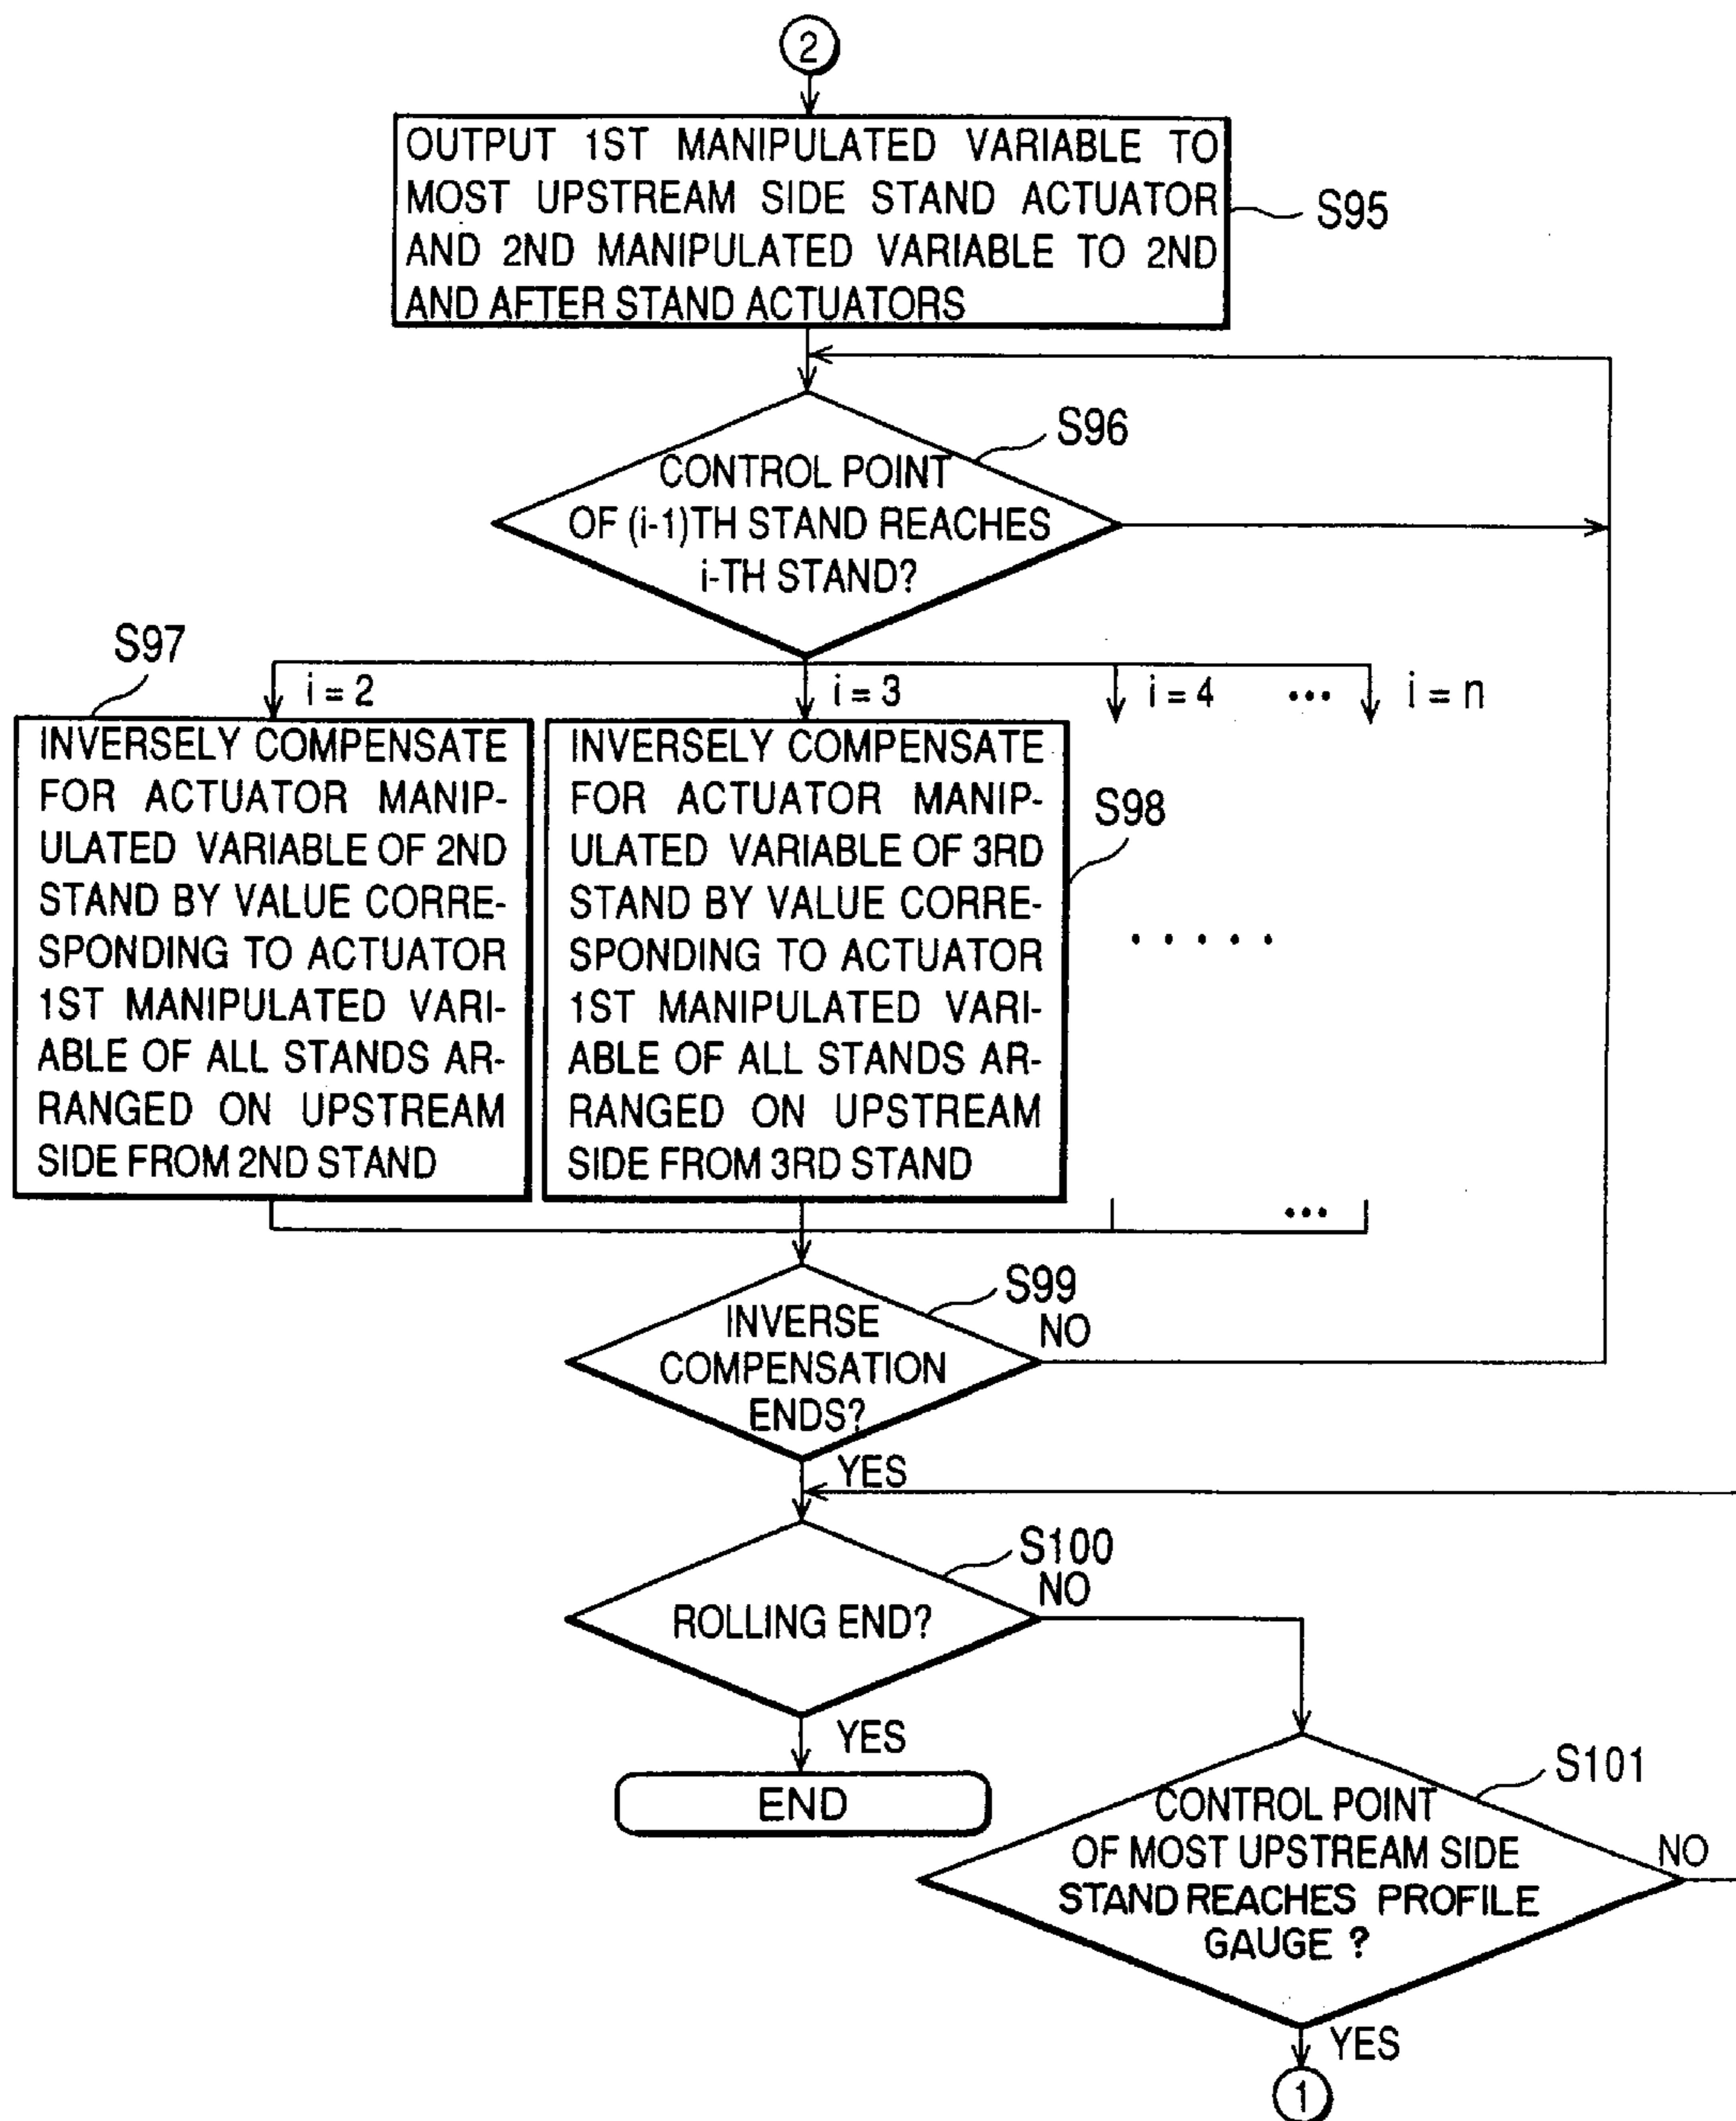 2
OUTPUT 1ST MANIPULATED VARIABLE TO
MOST UPSTREAM SIDE STAND ACTUATOR
AND 2ND MANIPULATED VARIABLE TO 2ND
AND AFTER STAND ACTUATORS
S95
S96
CONTROL POINT
OF (i-1)TH STAND REACHES
i-TH STAND?
S97
i = 2
i = 3
i = 4
•••
i = n
INVERSELY COMPENSATE
FOR ACTUATOR MANIP-
ULATED VARIABLE OF 2ND
STAND BY VALUE CORRE-
SPONDING TO ACTUATOR
1ST MANIPULATED VARI-
ABLE OF ALL STANDS AR-
RANGED ON UPSTREAM
SIDE FROM 2ND STAND
INVERSELY COMPENSATE
FOR ACTUATOR MANIP-
ULATED VARIABLE OF 3RD
STAND BY VALUE CORRE-
SPONDING TO ACTUATOR
1ST MANIPULATED VARI-
ABLE OF ALL STANDS AR-
RANGED ON UPSTREAM
SIDE FROM 3RD STAND
S98
• • • • •
•••
S99
INVERSE
COMPENSATION
ENDS?
NO
YES
S100
NO
ROLLING END?
YES
END
S101
CONTROL POINT
OF MOST UPSTREAM SIDE
STAND REACHES PROFILE
GAUGE ?
NO
YES
1